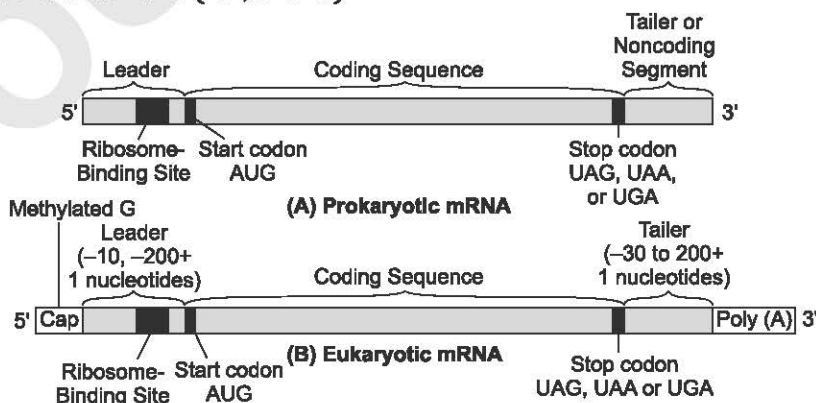 Tailer or
Noncoding
Segment
Leader
Coding Sequence
5'
3'
Ribosome-
Binding Site
Start codon
AUG
Stop codon
UAG, UAA,
or UGA
(A) Prokaryotic mRNA
Methylated G
Leader
(–10, –200+
1 nucleotides)
Coding Sequence
Tailer
(–30 to 200+
1 nucleotides)
5'
Cap
Poly (A)
3'
Ribosome-
Binding Site
Start codon
AUG
(B) Eukaryotic mRNA
Stop codon
UAG, UAA or UGA